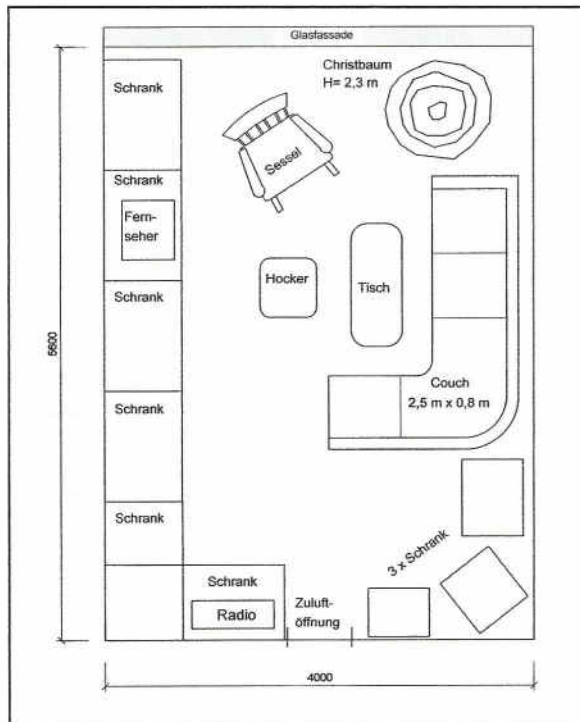 Glasfassade
Schrank
Christbaum
H= 2,3 m
Sessel
Schrank
Fern-
seher
Hocker
Tisch
Schrank
5600
Couch
2,5 m x 0,8 m
Schrank
Schrank
3 x Schrank
Schrank
Radio
Zuluft-
öffnung
4000